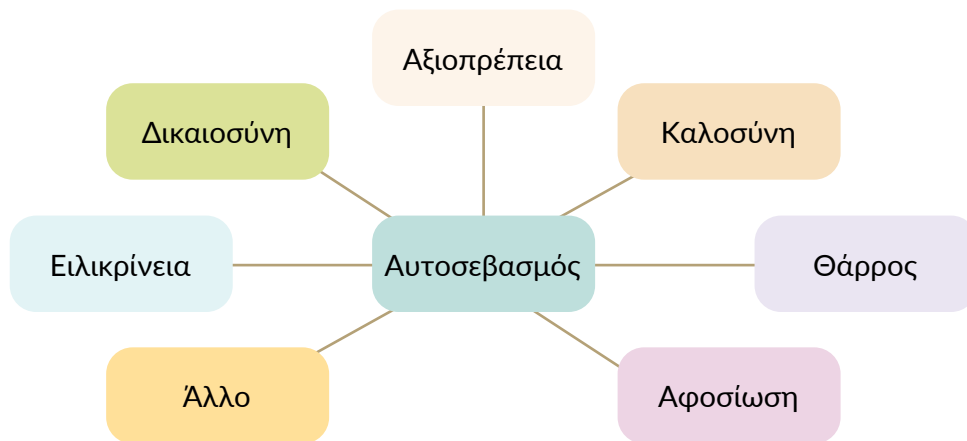 Αξιοπρέπεια
Δικαιοσύνη
Καλοσύνη
Ειλικρίνεια
Αυτοσεβασμός
Θάρρος
Άλλο
Αφοσίωση